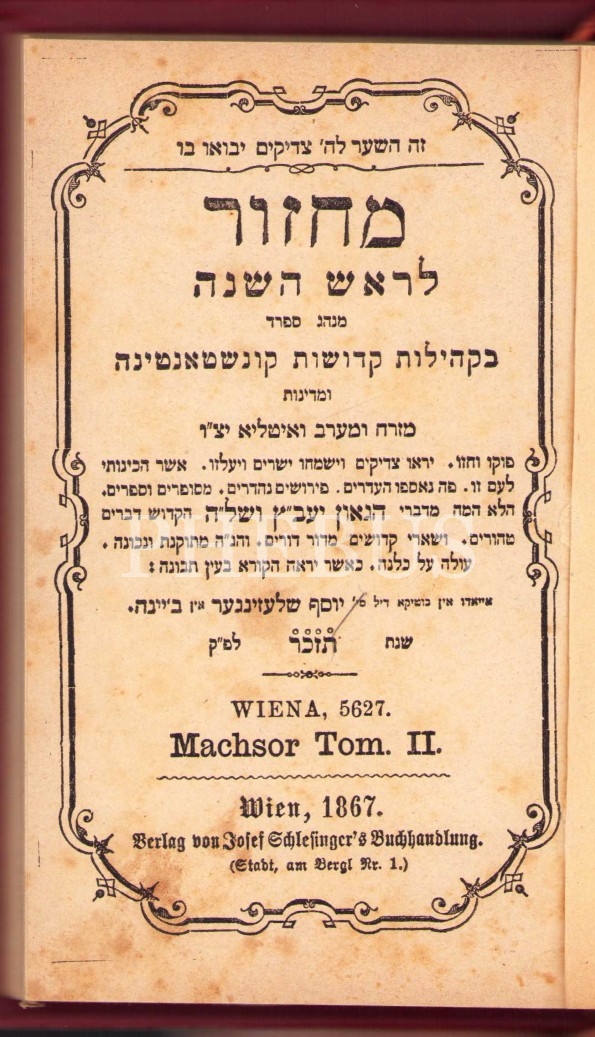 זה השער לה' צדיקים יבואו בו
מחזור
לראש השנה
מנהג ספרד
בקהילות קדושות קונשטאנטינה
ומדינות
מזרח ומערב ואיטליא יצ"ו
פוקו וחזו. יראו צדיקים וישמחו ישרים ויעלזו. אשר הכינותי
לעם זו. פה נאספו העדרים. פירושים נהדרים. מסופרים וספרים.
הלא המה מדברי הגאון יעב"ץ ושל"ה הקדוש דברים
טהורים. ושארי קדושים מדור דורים. והנ"ה מתוקנת ונכונה.
עולה על כלנה. כאשר יראה הקורא בעין תבונה:
אין בוטיקא דיל ס' יוסף שלעזינגער אין ב'יינה.
שנת תזכר לפ"ק
WIENA, 5627.
Machsor Tom. II.
Wien, 1867.
Verlag von Josef Schlesinger's Buchhandlung.
(Stadt, am Bergl Nr. 1.)